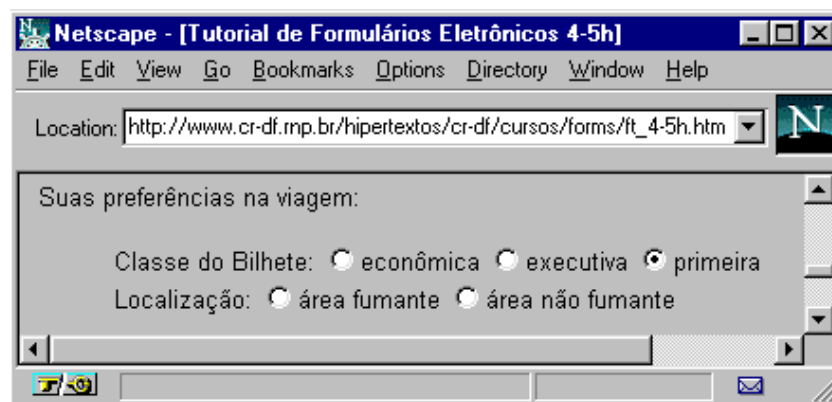 Netscape - [Tutorial de Formulários Eletrônicos 4-5h]
File Edit View Go Bookmarks Options Directory Window Help
Location: http://www.cr-df.rnp.br/hipertextos/cr-df/cursos/forms/ft_4-5h.htm
N
Suas preferências na viagem:
Classe do Bilhete: econômica executiva primeira
Localização: área fumante área não fumante